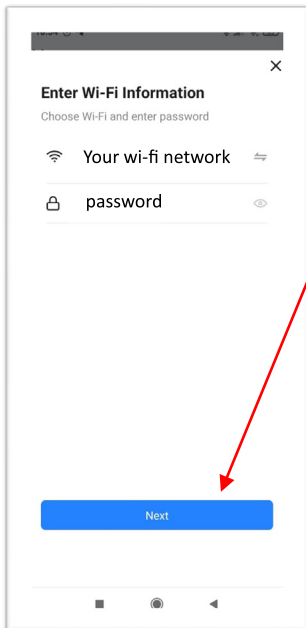 Enter Wi-Fi Information
Choose Wi-Fi and enter password
Your wi-fi network
password
Next